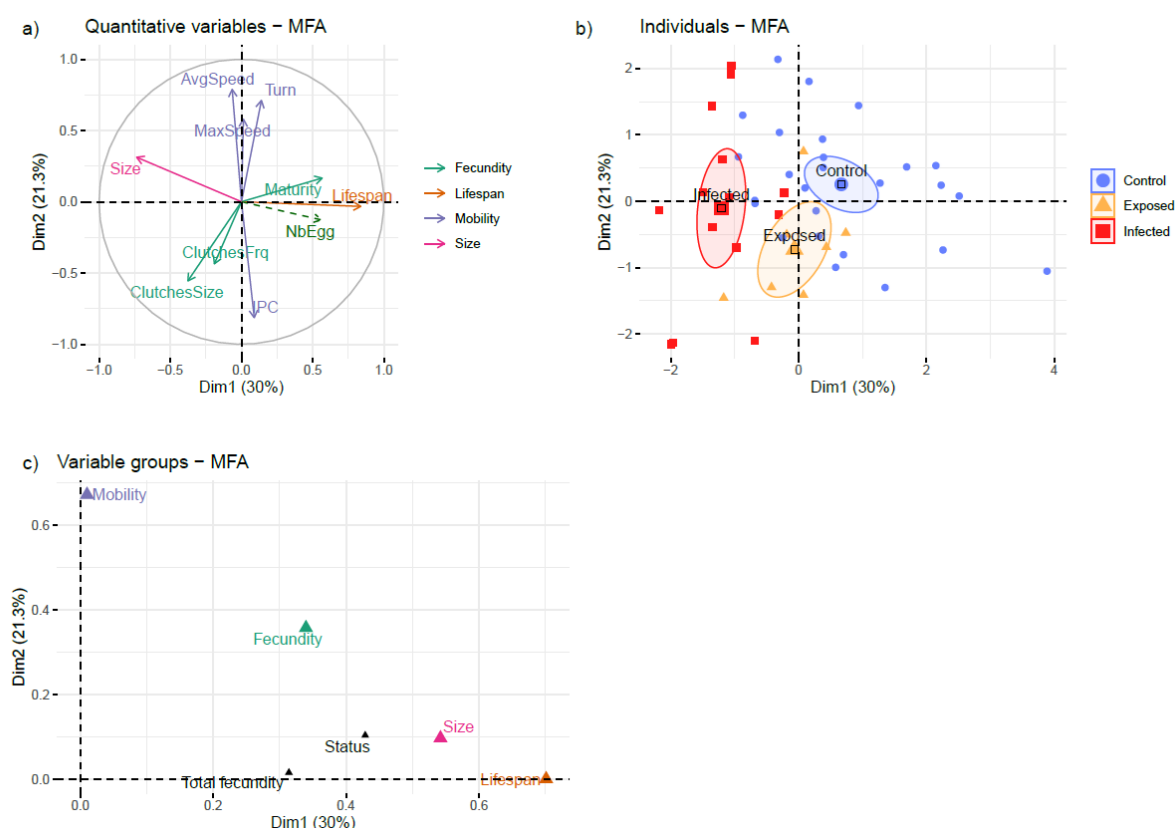 a) Quantitative variables − MFA
Dim2 (21.3%)
1.0
0.5
0.0
−0.5
−1.0
AvgSpeed
Turn
MaxSpeed
Size
Maturity
Lifespan
NbEgg
ClutchesFrq
ClutchesSize
IPC
−1.0 −0.5 0.0 0.5 1.0
Dim1 (30%)
Fecundity
Lifespan
Mobility
Size
b) Individuals − MFA
Dim2 (21.3%)
2
1
0
−1
−2
Control
Infected
Exposed
−2 0 2 4
Dim1 (30%)
Control
Exposed
Infected
c) Variable groups − MFA
Dim2 (21.3%)
0.6
0.4
0.2
0.0
Mobility
Fecundity
Size
Status
Total fecundity
Lifespan
0.0 0.2 0.4 0.6
Dim1 (30%)